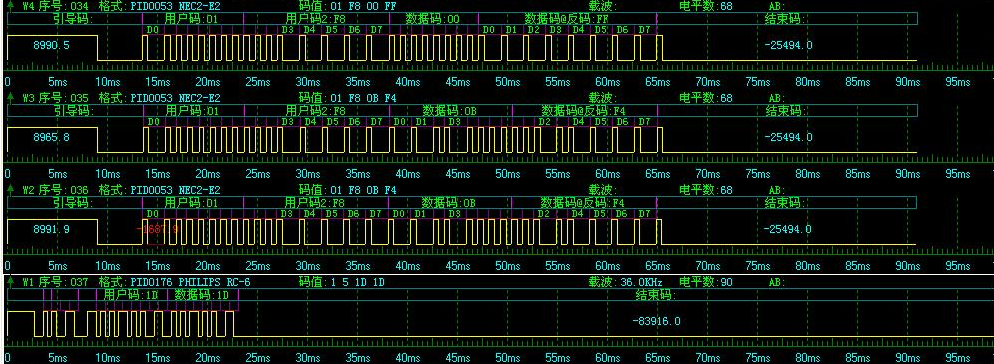 W4 序号:034 格式:PID0053 NEC2-E2 码值:01 F8 00 FF 载波: 电平数:68 AB:
引导码: 用户码:01 用户码2:F8 数据码:00 数据码@反码:FF 结束码:
D0 D3 D4 D5 D6 D7 D0 D1 D2 D3 D4 D5 D6 D7
8990.5 -25494.0
0 5ms 10ms 15ms 20ms 25ms 30ms 35ms 40ms 45ms 50ms 55ms 60ms 65ms 70ms 75ms 80ms 85ms 90ms 95ms
W3 序号:035 格式:PID0053 NEC2-E2 码值:01 F8 0B F4 载波: 电平数:68 AB:
引导码: 用户码:01 用户码2:F8 数据码:0B 数据码@反码:F4 结束码:
D0 D3 D4 D5 D6 D7 D0 D1 D3 D2 D4 D5 D6 D7
8965.8 -25494.0
0 5ms 10ms 15ms 20ms 25ms 30ms 35ms 40ms 45ms 50ms 55ms 60ms 65ms 70ms 75ms 80ms 85ms 90ms 95ms
W2 序号:036 格式:PID0053 NEC2-E2 码值:01 F8 0B F4 载波: 电平数:68 AB:
引导码: 用户码:01 用户码2:F8 数据码:0B 数据码@反码:F4 结束码:
D0 D3 D4 D5 D6 D7 D0 D1 D3 D2 D4 D5 D6 D7
8991.9 -25494.0
0 5ms 10ms 15ms 20ms 25ms 30ms 35ms 40ms 45ms 50ms 55ms 60ms 65ms 70ms 75ms 80ms 85ms 90ms 95ms
W1 序号:037 格式:PID0176 PHILIPS RC-6 码值:1 5 1D 1D 载波:36.0KHz 电平数:90 AB:
用户码:1D 数据码:1D 结束码:
-83916.0
0 5ms 10ms 15ms 20ms 25ms 30ms 35ms 40ms 45ms 50ms 55ms 60ms 65ms 70ms 75ms 80ms 85ms 90ms 95ms